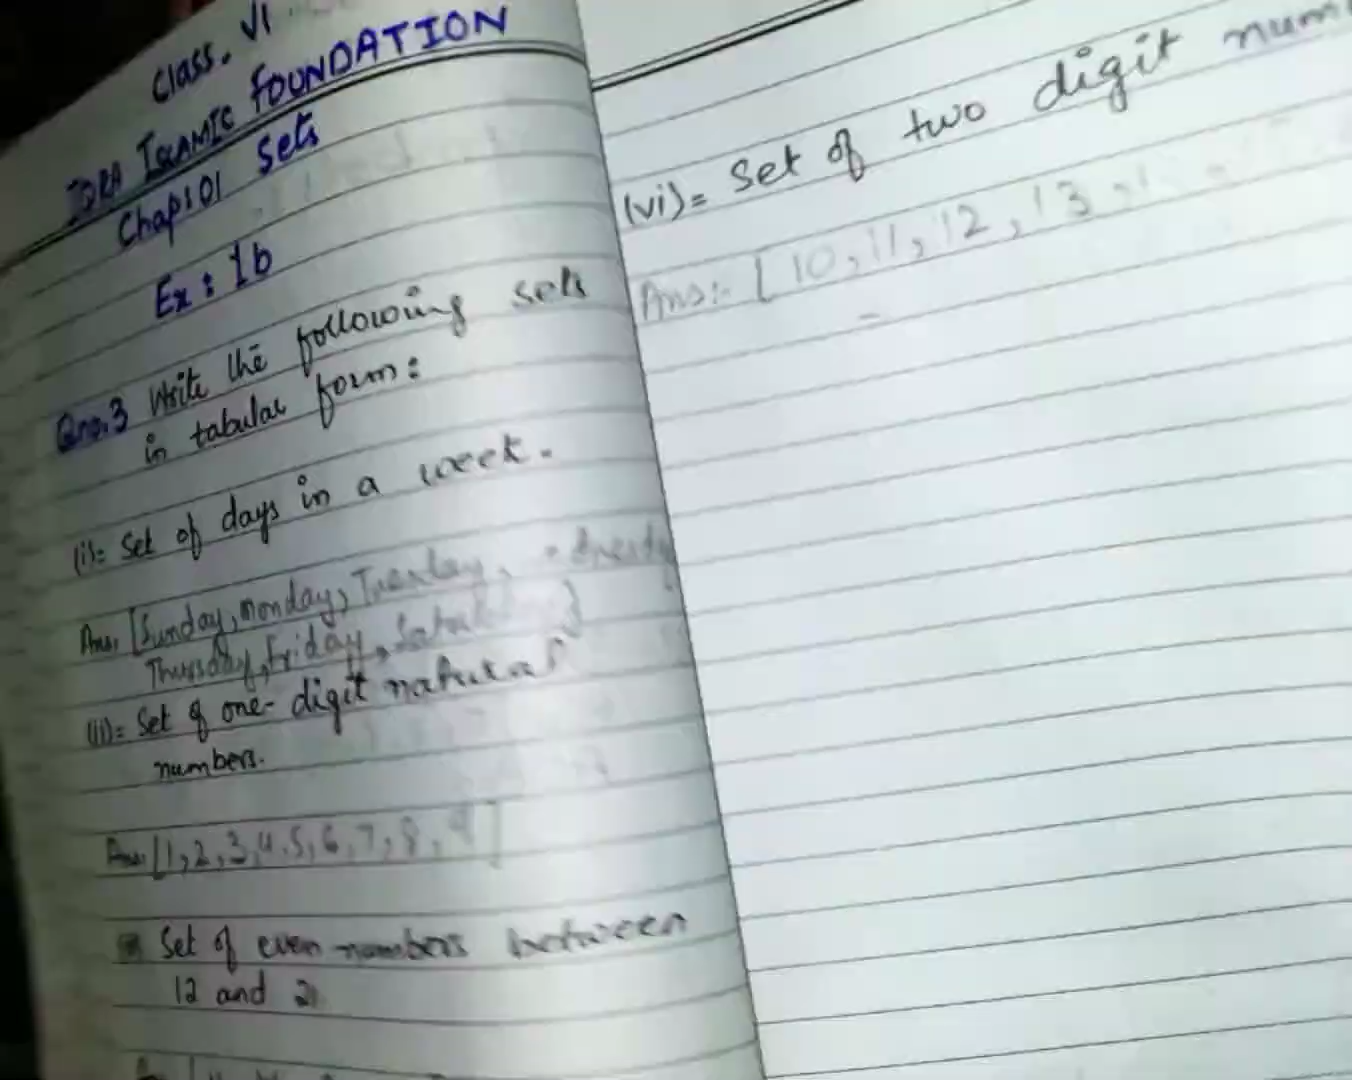 Class. VI
IQRA ISLAMIC FOUNDATION
Chap:01 Sets
Ex : 1b
Qno.3 Write the following sets
in tabular form:
(i)= Set of days in a week.
Ans. [Sunday, Monday, Tuesday,
Thursday, Friday,
(ii)= Set of one-digit natural
numbers.
Ans. [1,2,3,4,5,6,7,8,9]
Set of even numbers between
12 and 21
(vi)= Set of two digit num
Ans:- [10,11,12,13